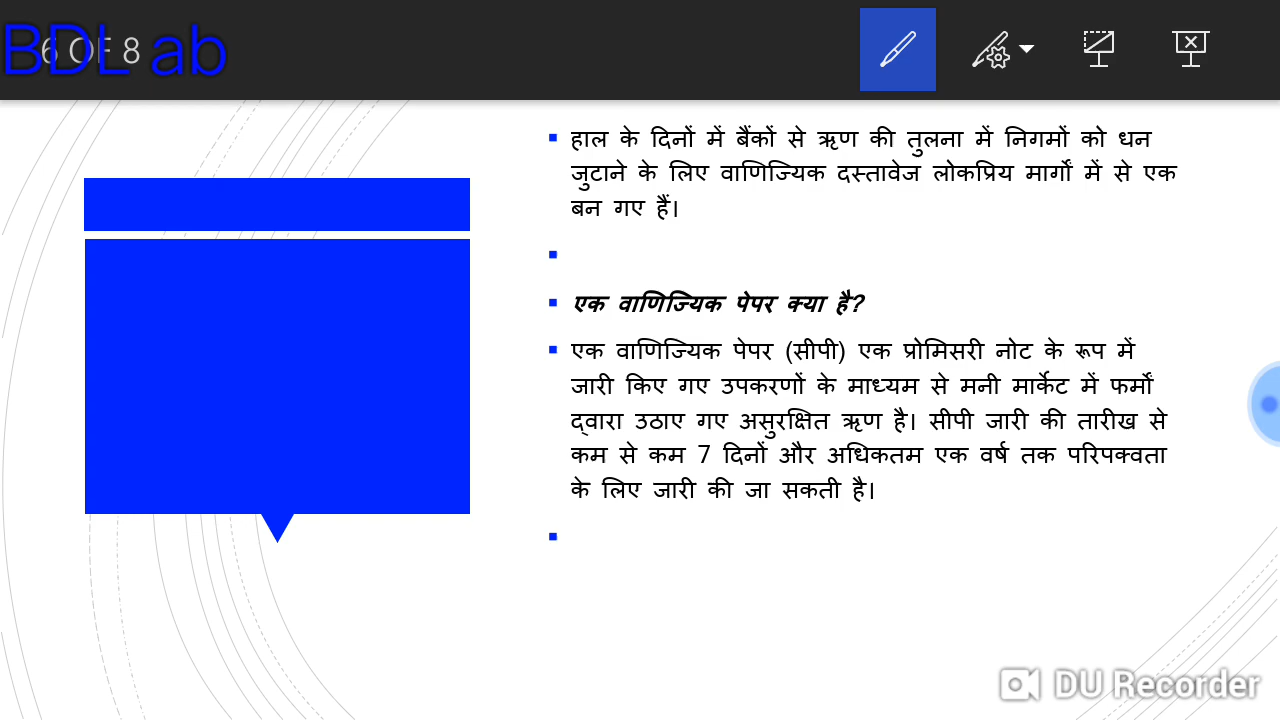 6 OF 8
BDLab
हाल के दिनों में बैंकों से ऋण की तुलना में निगमों को धन
जुटाने के लिए वाणिज्यिक दस्तावेज लोकप्रिय मार्गों में से एक
बन गए हैं।
एक वाणिज्यिक पेपर क्या है?
एक वाणिज्यिक पेपर (सीपी) एक प्रोमिसरी नोट के रूप में
जारी किए गए उपकरणों के माध्यम से मनी मार्केट में फर्मों
द्वारा उठाए गए असुरक्षित ऋण है। सीपी जारी की तारीख से
कम से कम 7 दिनों और अधिकतम एक वर्ष तक परिपक्वता
के लिए जारी की जा सकती है।
DU Recorder